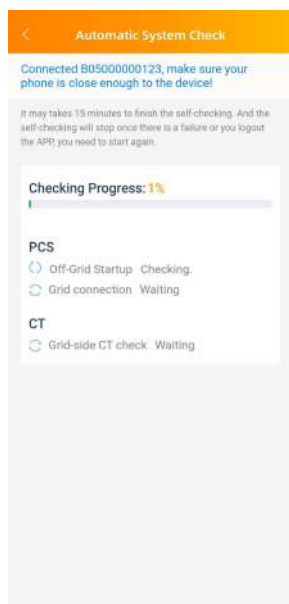 Automatic System Check
Connected B05000000123, make sure your
phone is close enough to the device!
It may takes 15 minutes to finish the self-checking. And the
self-checking will stop once there is a failure or you logout
the APP, you need to start again.
Checking Progress: 1%
PCS
Off-Grid Startup Checking.
Grid connection Waiting
CT
Grid-side CT check Waiting